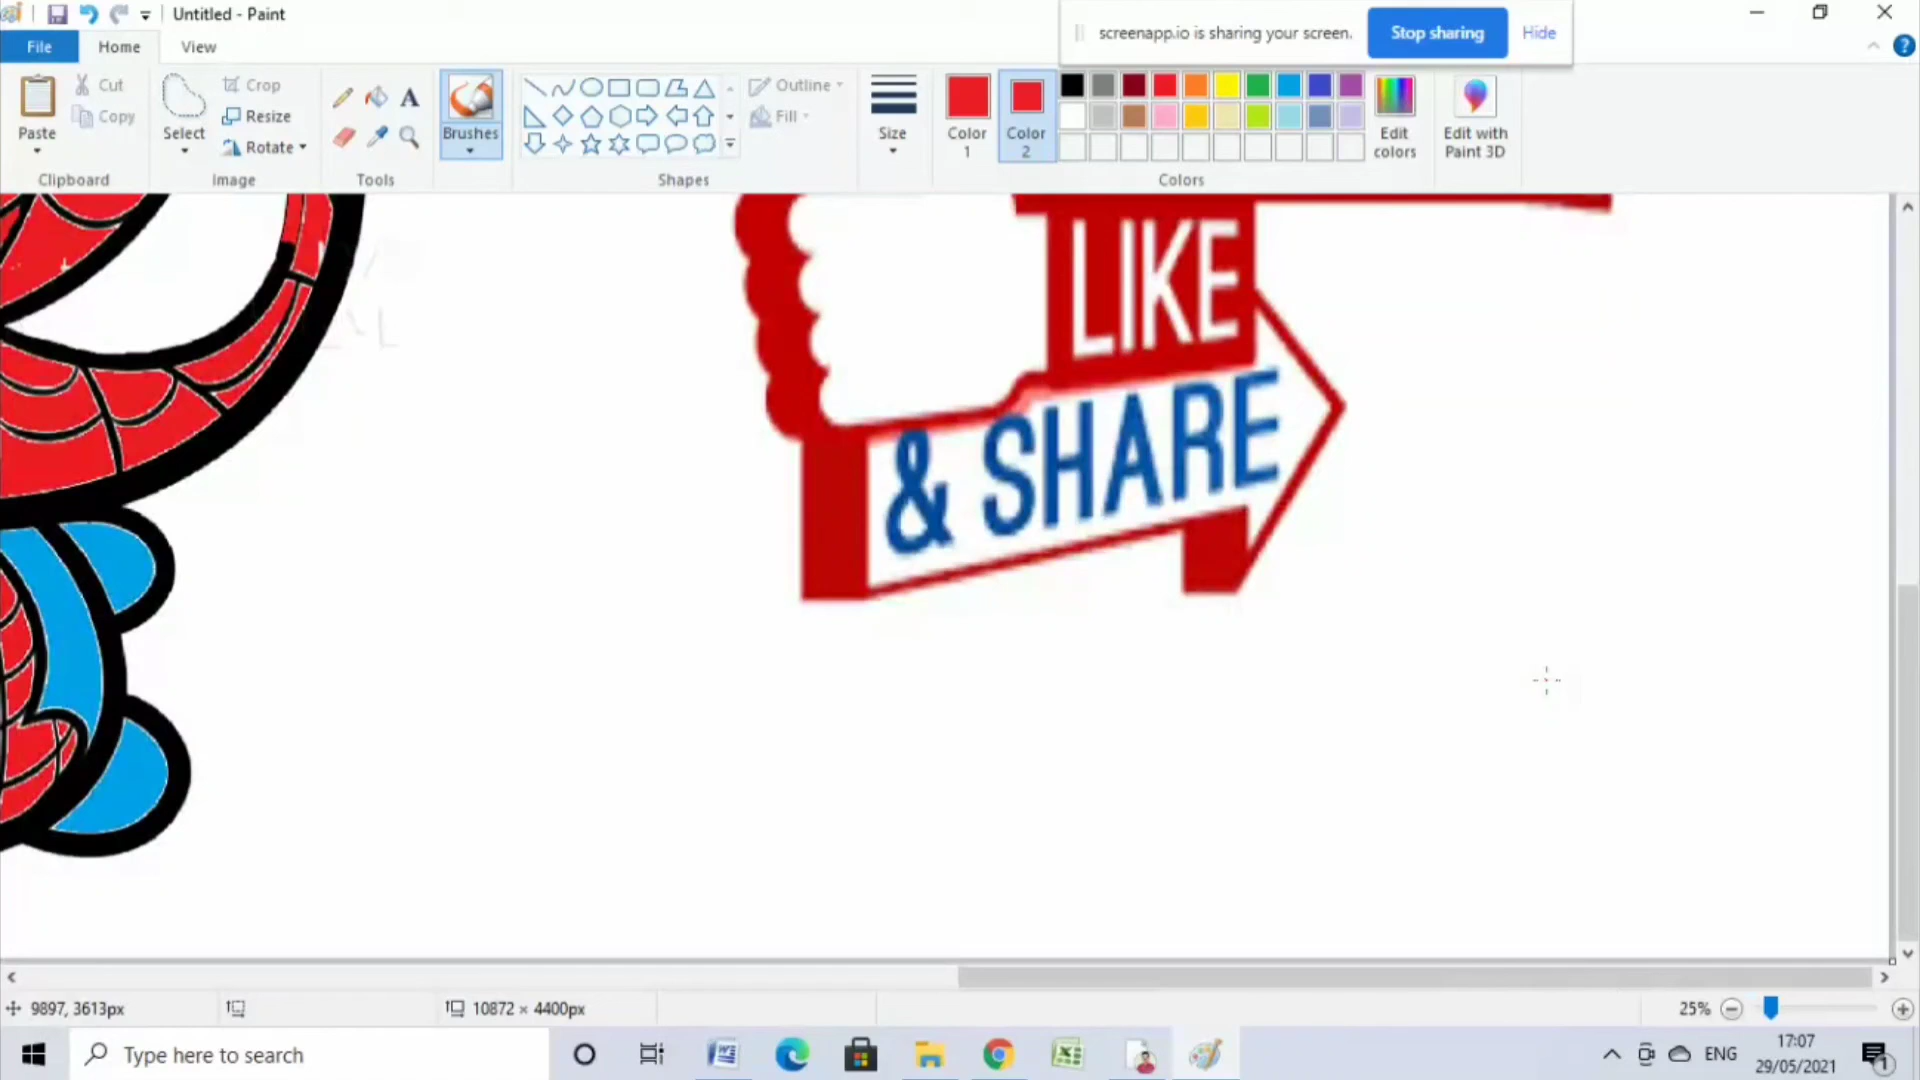 Untitled - Paint
screenapp.io is sharing your screen.
Stop sharing
Hide
File
Home
View
Paste
Cut
Copy
Clipboard
Select
Crop
Resize
Rotate
Image
A
Tools
Brushes
Shapes
Outline
Fill
Size
Color
1
Color
2
Colors
Edit
colors
Edit with
Paint 3D
LIKE
& SHARE
9897, 3613px
10872 × 4400px
25%
Type here to search
ENG
17:07
29/05/2021
1